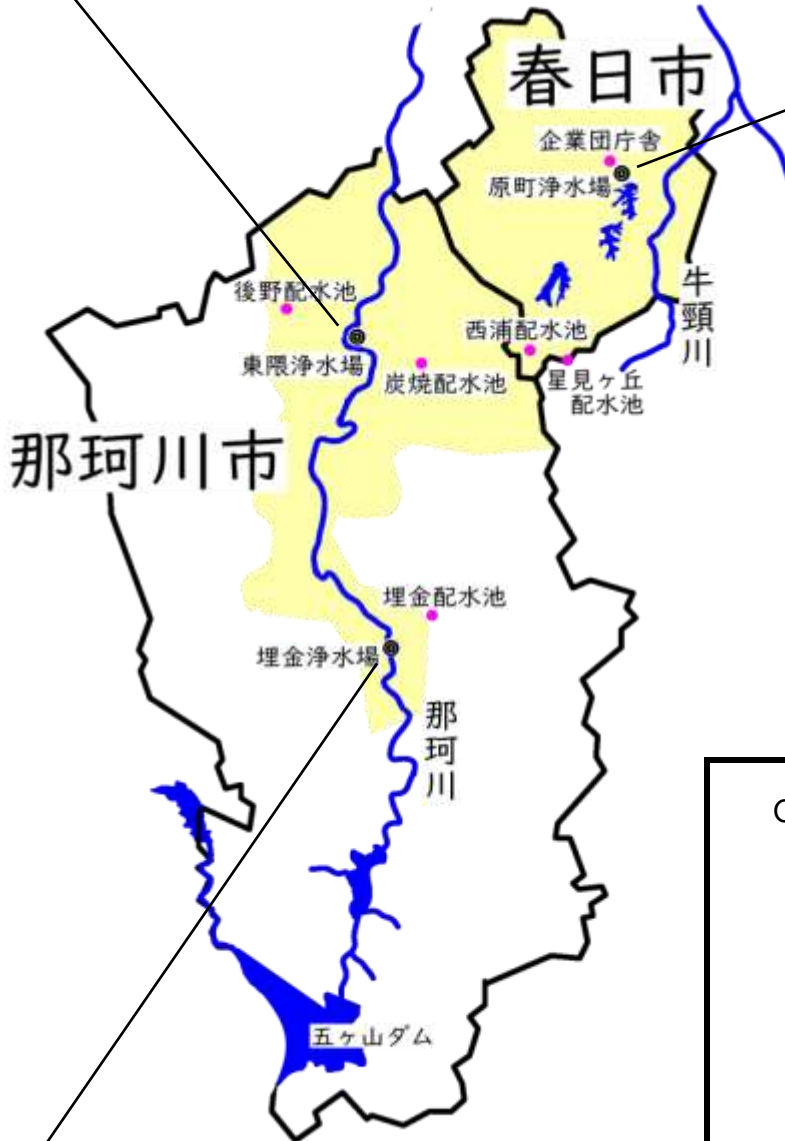 春日市
企業団庁舎
原町浄水場
後野配水池
牛頸川
西浦配水池
東隈浄水場
炭焼配水池
星見ヶ丘
配水池
那珂川市
埋金配水池
埋金浄水場
那珂川
五ヶ山ダム